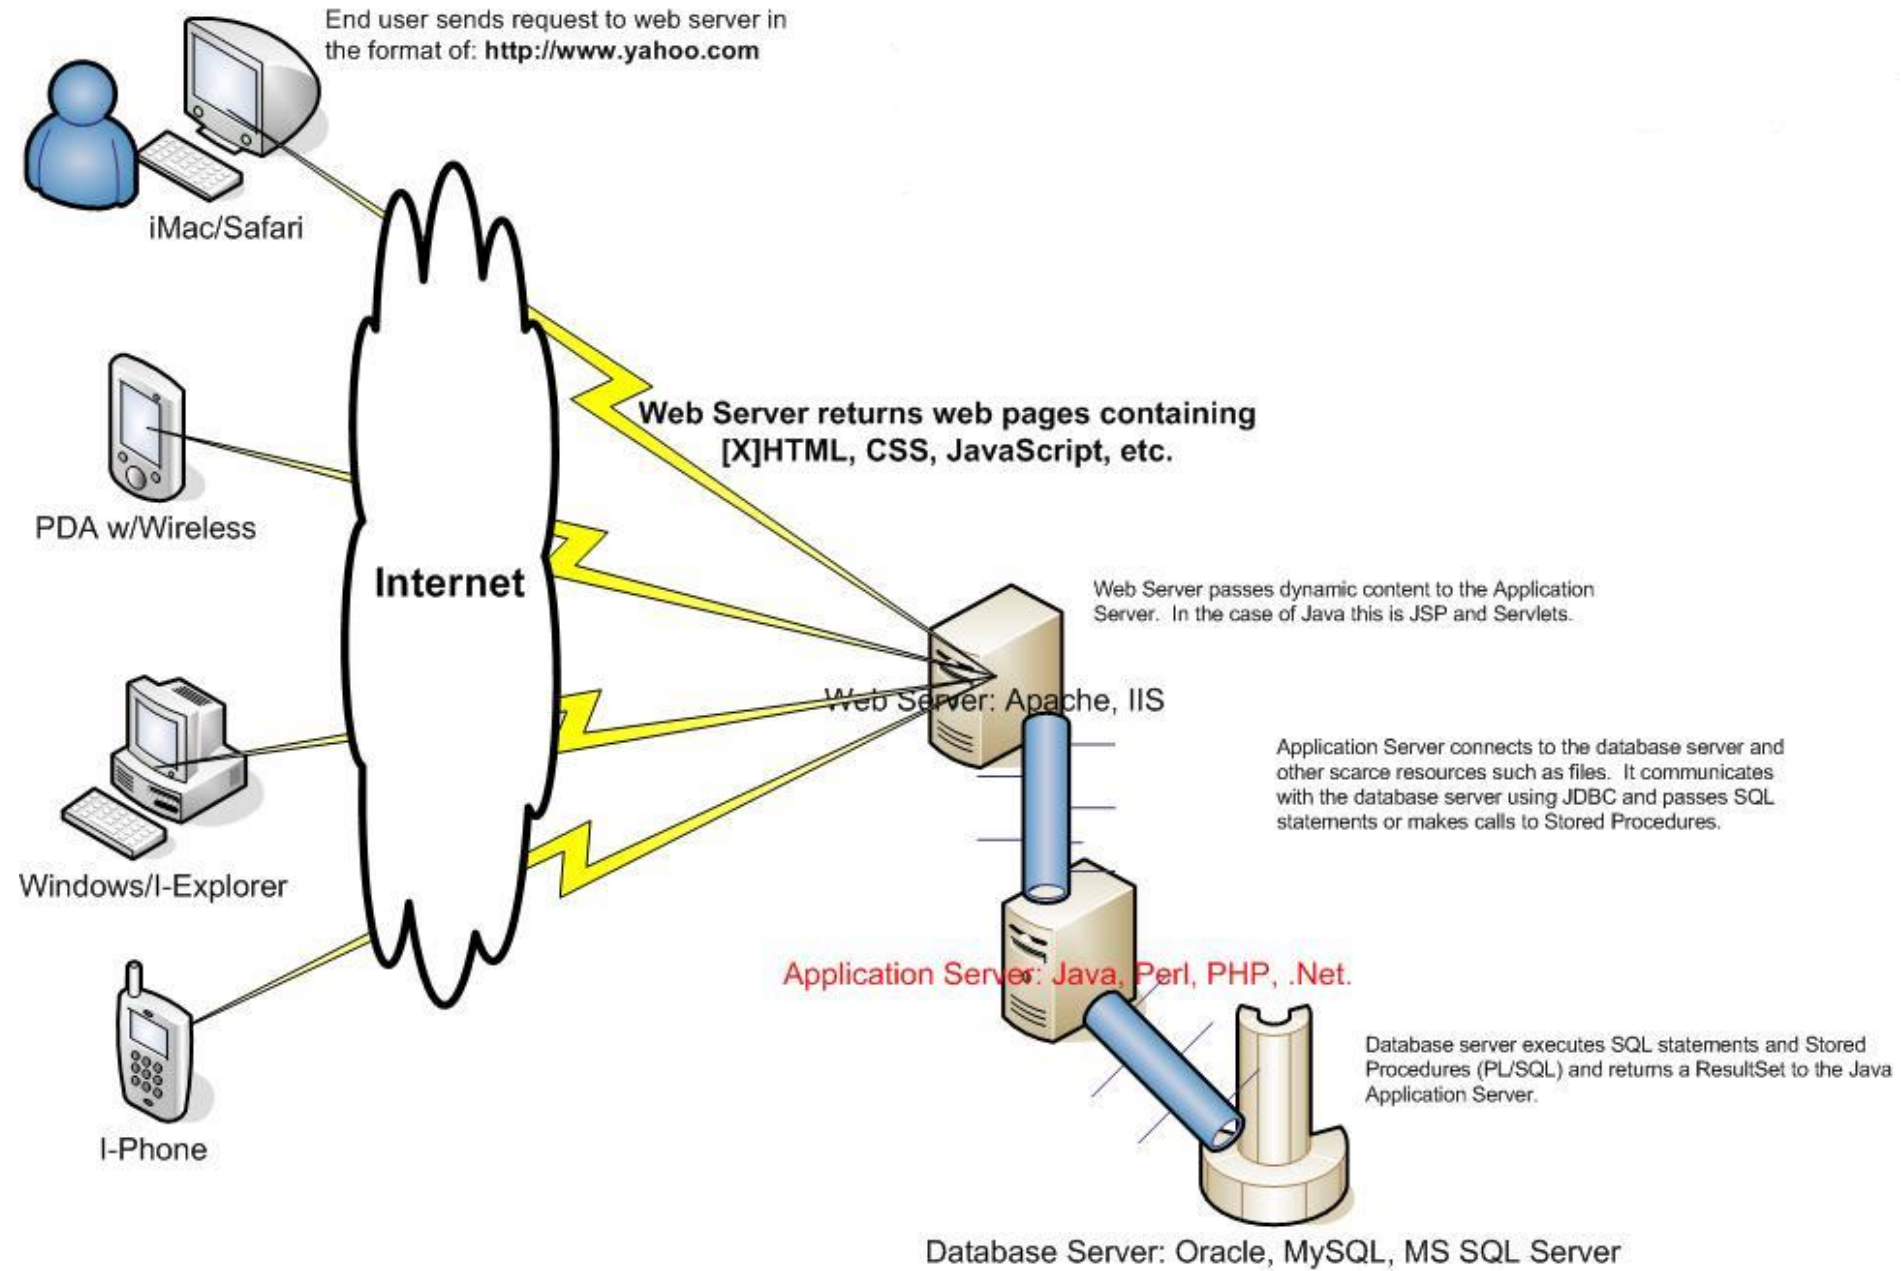 End user sends request to web server in
the format of: http://www.yahoo.com
iMac/Safari
PDA w/Wireless
Internet
Windows/I-Explorer
I-Phone
Web Server returns web pages containing
[X]HTML, CSS, JavaScript, etc.
Web Server passes dynamic content to the Application
Server.  In the case of Java this is JSP and Servlets.
Web Server: Apache, IIS
Application Server connects to the database server and
other scarce resources such as files.  It communicates
with the database server using JDBC and passes SQL
statements or makes calls to Stored Procedures.
Application Server: Java, Perl, PHP, .Net.
Database server executes SQL statements and Stored
Procedures (PL/SQL) and returns a ResultSet to the Java
Application Server.
Database Server: Oracle, MySQL, MS SQL Server